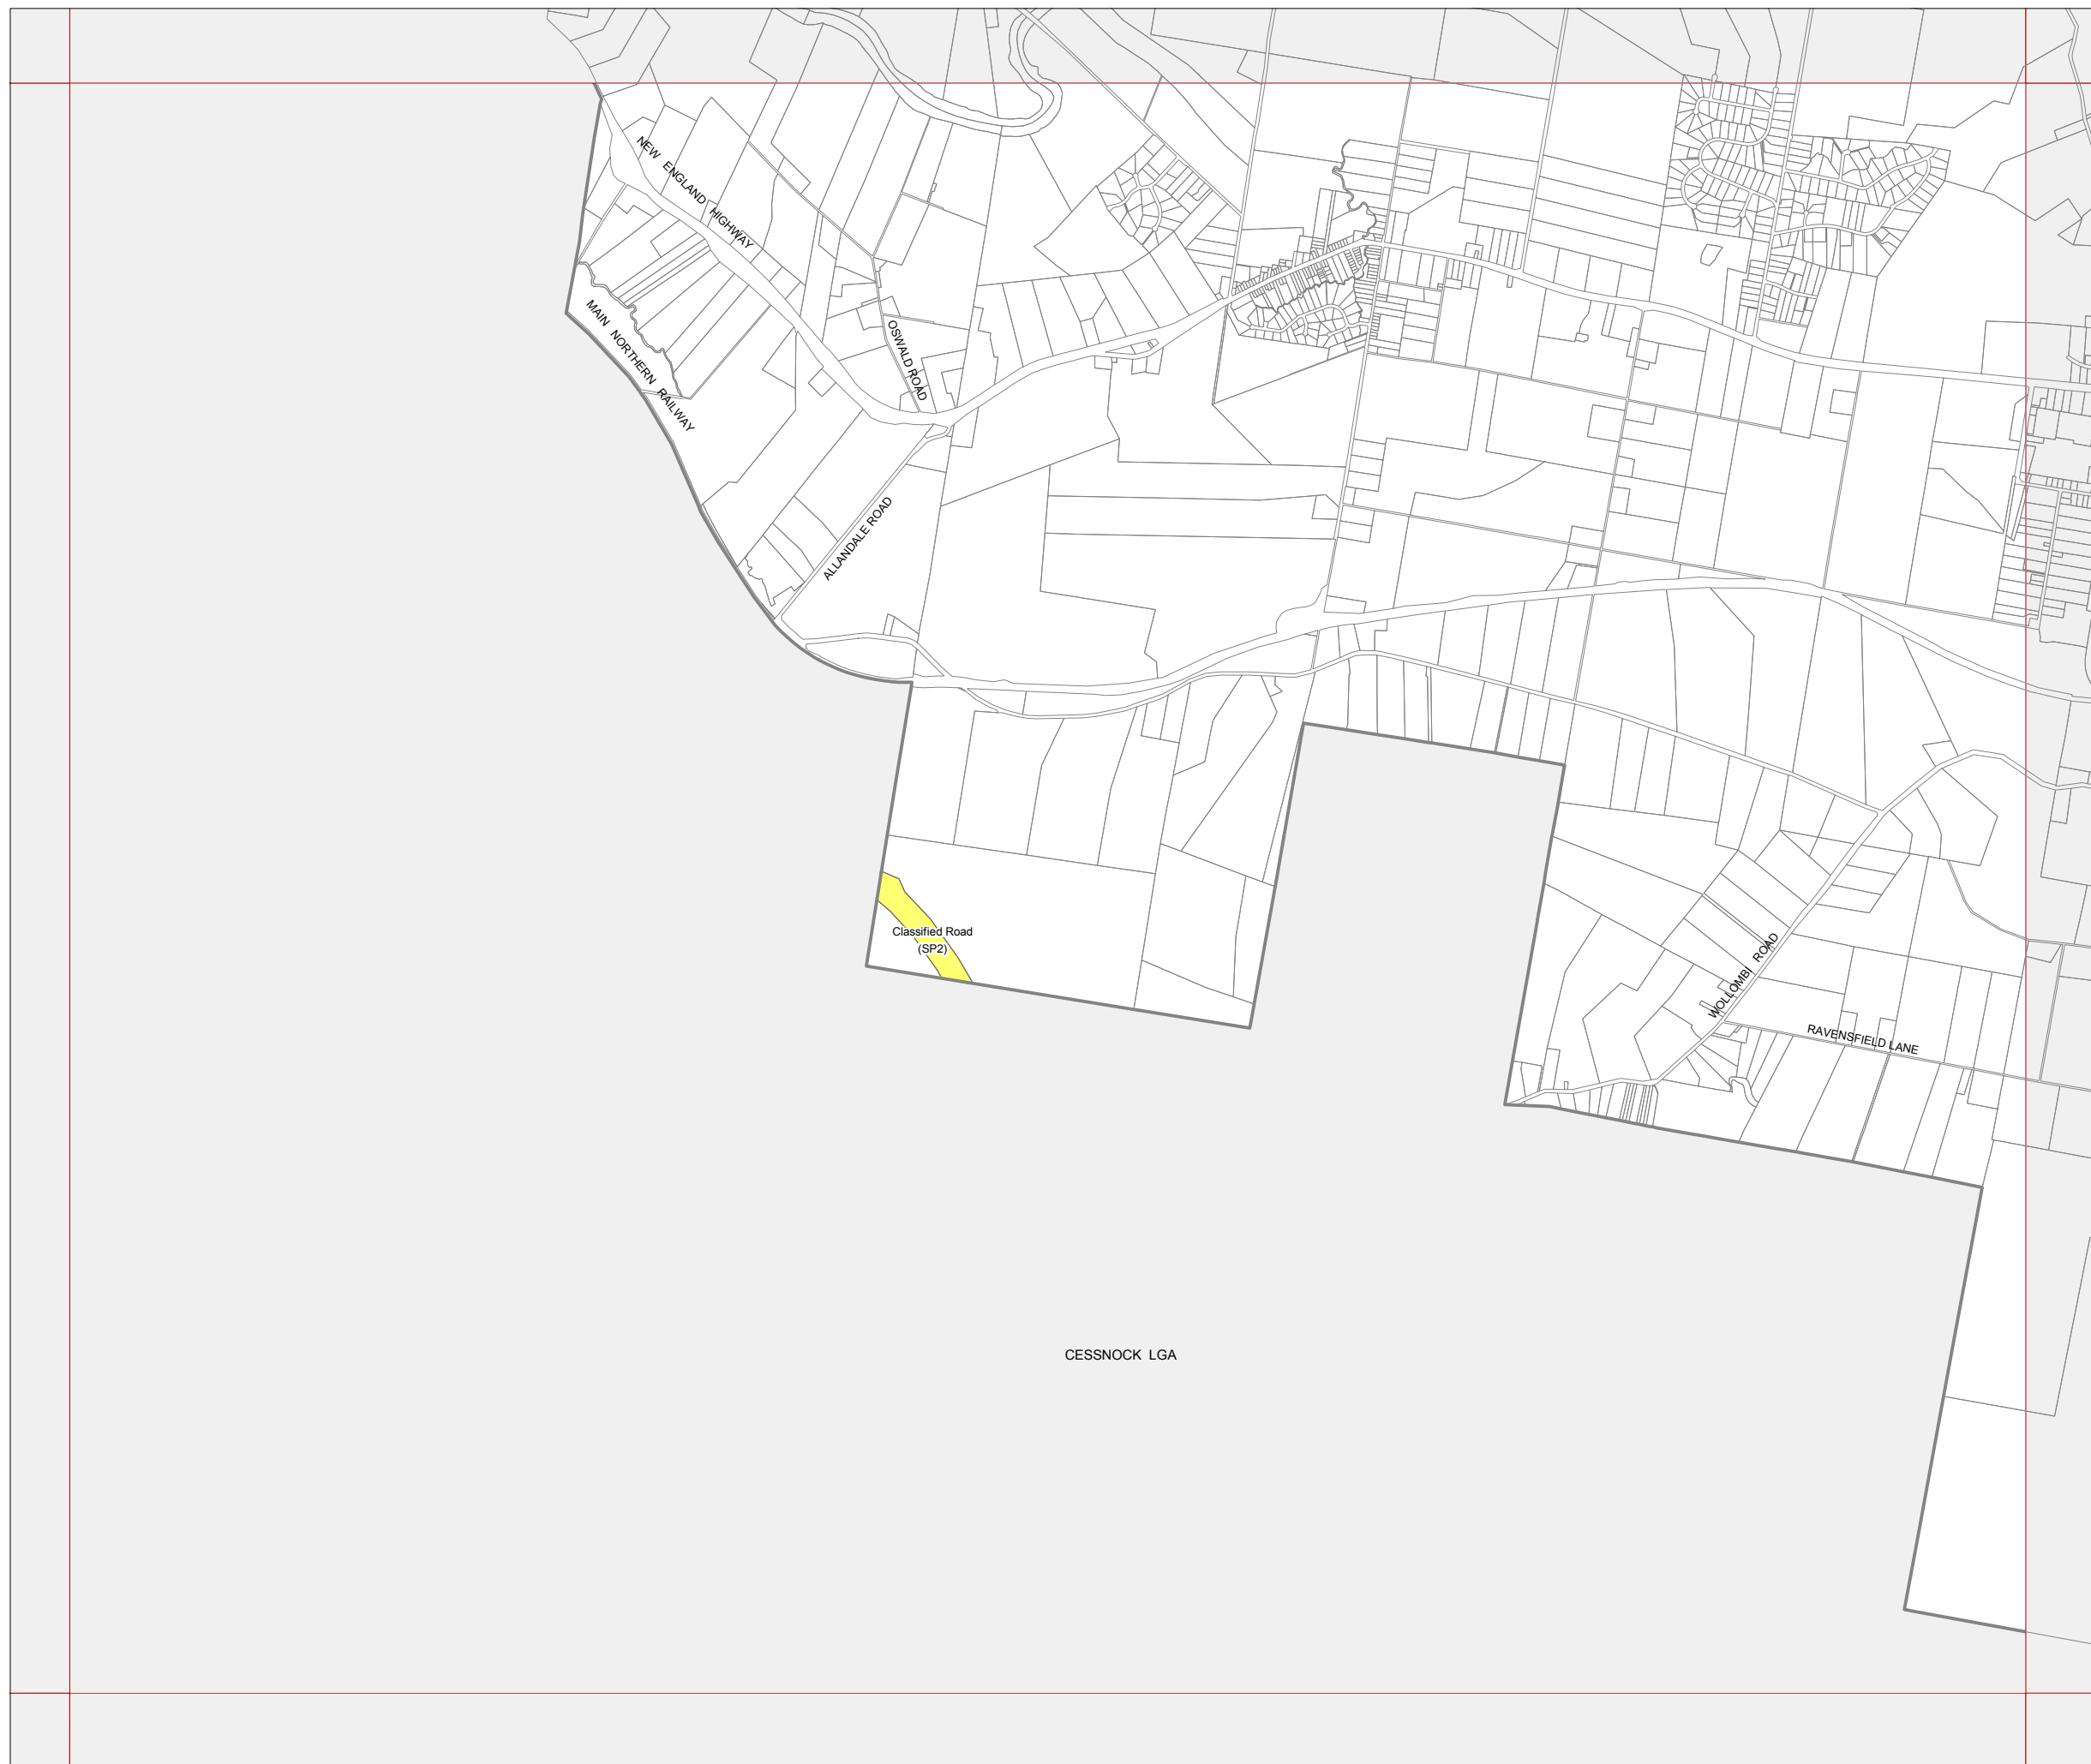 NEW ENGLAND HIGHWAY
MAIN NORTHERN RAILWAY
OSWALD ROAD
ALLANDALE ROAD
Classified Road
(SP2)
WOLLOMBI ROAD
RAVENSFIELD LANE
CESSNOCK LGA